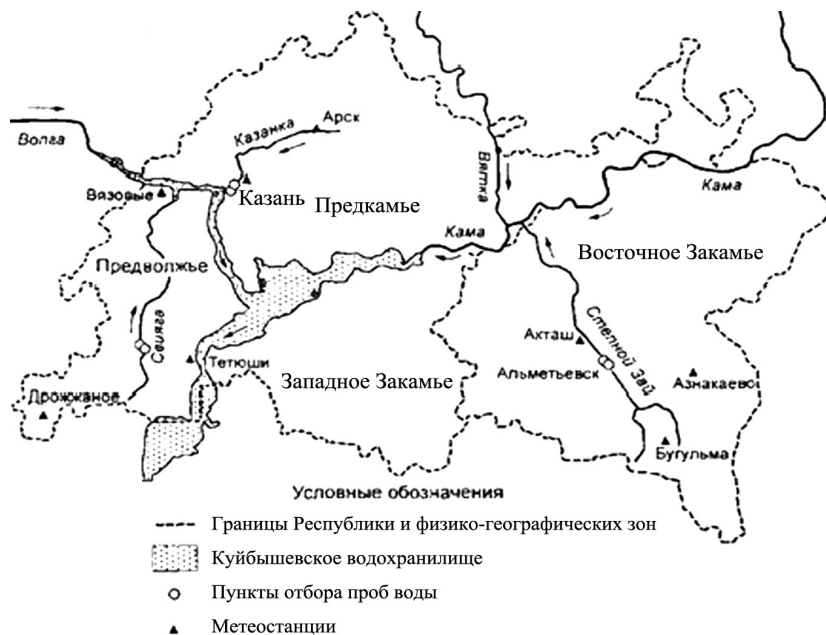 Арск
Казанка
Волга
Вятка
Вязовые
Казань
Предкамье
Кама
Кама
Восточное Закамье
Предволжье
Свияга
Степной Зай
Ахташ
Тетюши
Западное Закамье
Альметьевск
Азнакаево
Дрожжаное
Бугульма
Условные обозначения
Границы Республики и физико-географических зон
Куйбышевское водохранилище
Пункты отбора проб воды
Метеостанции